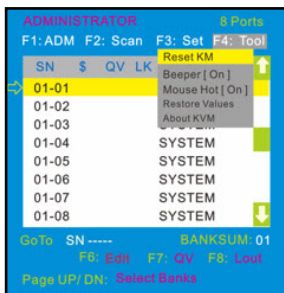 ADMINISTRATOR 8 Ports
F1: ADM F2: Scan F3: Set F4: Tool
SN $ QV LK
Reset KM
Beeper [ On ]
Mouse Hot [ On ]
Restore Values
About KVM
01-01
01-02
01-03
01-04 SYSTEM
01-05 SYSTEM
01-06 SYSTEM
01-07 SYSTEM
01-08 SYSTEM
GoTo SN ----- BANKSUM: 01
F6: Edit F7: QV F8: Lout
Page UP/ DN: Select Banks